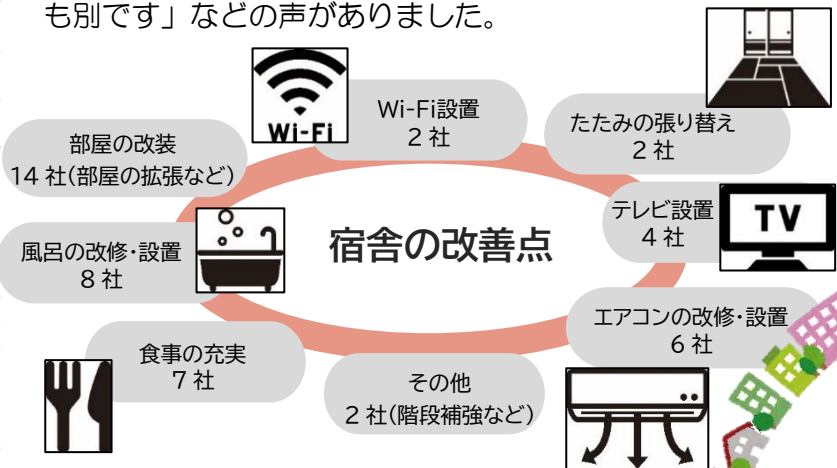 も別です」などの声がありました。
Wi-Fi
Wi-Fi設置
2 社
たたみの張り替え
2 社
部屋の改装
14 社(部屋の拡張など)
テレビ設置
4 社
TV
宿舎の改善点
風呂の改修・設置
8 社
エアコンの改修・設置
6 社
食事の充実
7 社
その他
2 社(階段補強など)